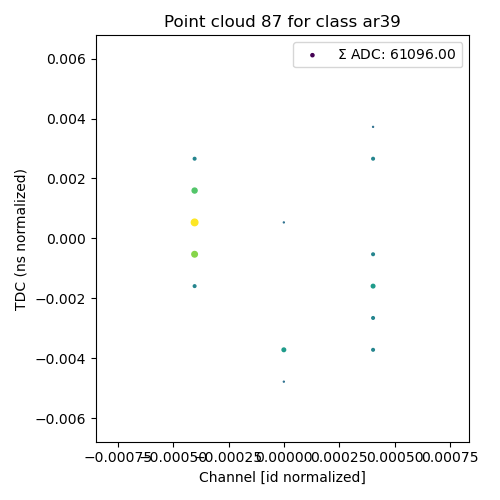 Point cloud 87 for class ar39
Σ ADC: 61096.00
TDC (ns normalized)
0.006
0.004
0.002
0.000
−0.002
−0.004
−0.006
−0.00075 −0.00050 −0.00025 0.00000 0.00025 0.00050 0.00075
Channel [id normalized]